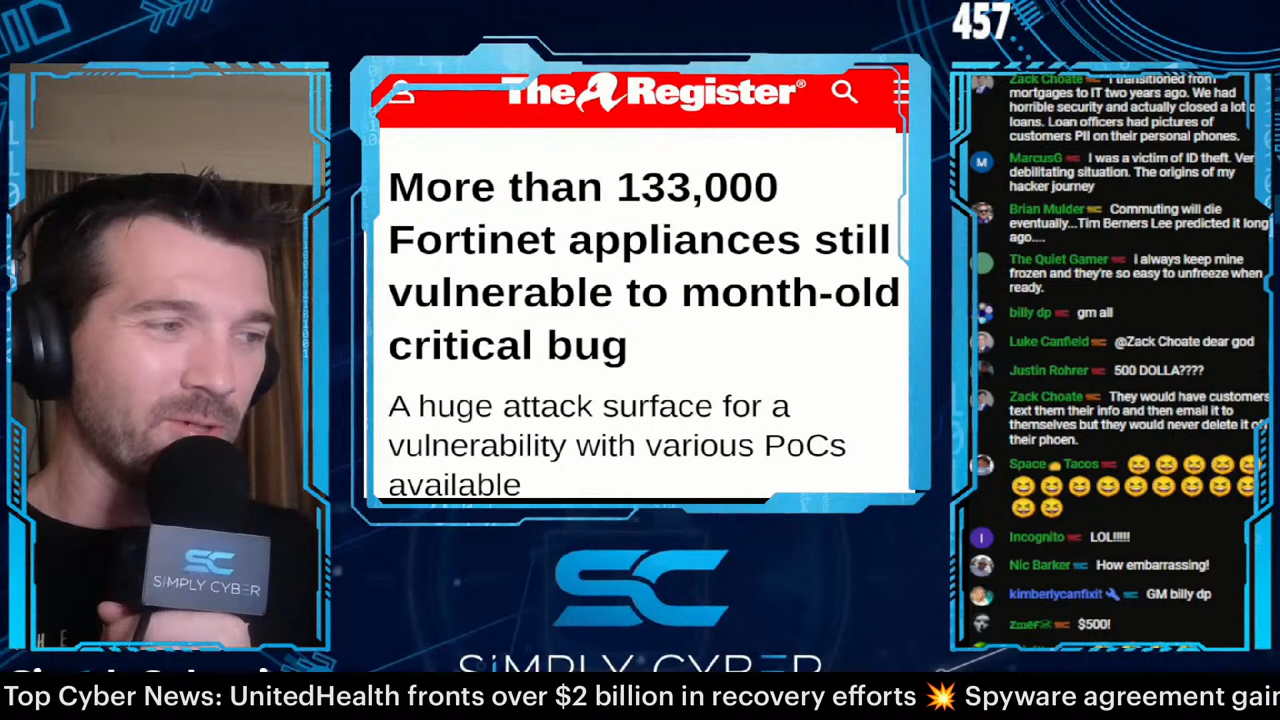 457
The Register®
More than 133,000
Fortinet appliances still
vulnerable to month-old
critical bug
A huge attack surface for a
vulnerability with various PoCs
available
Zack Choate I transitioned from
mortgages to IT two years ago. We had
horrible security and actually closed a lot
loans. Loan officers had pictures of
customers PII on their personal phones.
M MarcusG I was a victim of ID theft. Ver
debilitating situation. The origins of my
hacker journey
Brian Mulder Commuting will die
eventually...Tim Berners Lee predicted it long
ago....
The Quiet Gamer i always keep mine
frozen and they're so easy to unfreeze when
ready.
billy dp gm all
Luke Canfield @Zack Choate dear god
Justin Rohrer 500 DOLLA????
Zack Choate They would have customers
text them their info and then email it to
themselves but they would never delete it
their phoen.
Space 🌮 Tacos 😆😆😆😆😆
😆😆😆😆😆😆😆😆😆
😆😆
I Incognito LOL!!!!!
Nic Barker How embarrassing!
kimberlycanfixit GM billy dp
zmer $500!
SC
SIMPLY CYBER
SC
SIMPLY CYBER
H E
Top Cyber News: UnitedHealth fronts over $2 billion in recovery efforts 💥 Spyware agreement gain